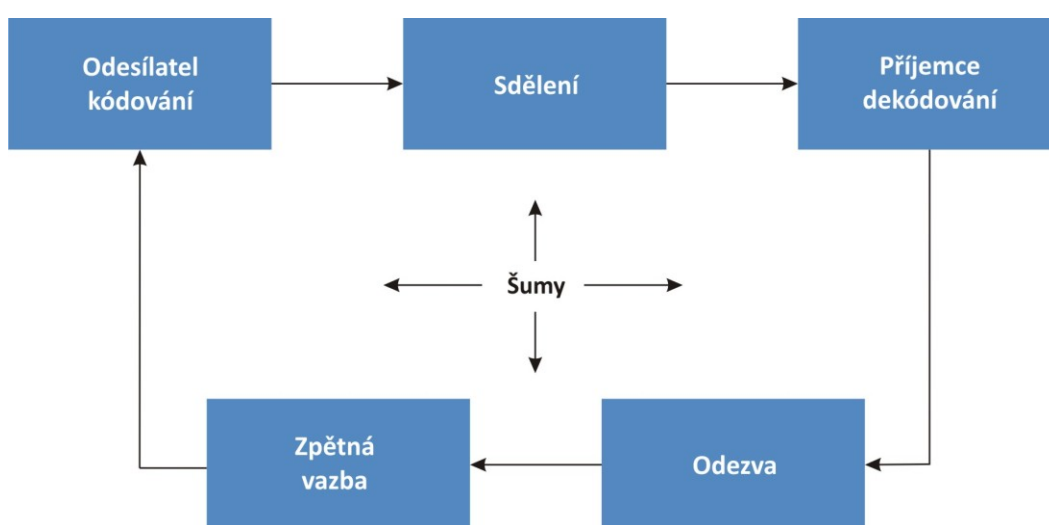 Odesílatel
kódování
Sdělení
Příjemce
dekódování
Šumy
Zpětná
vazba
Odezva